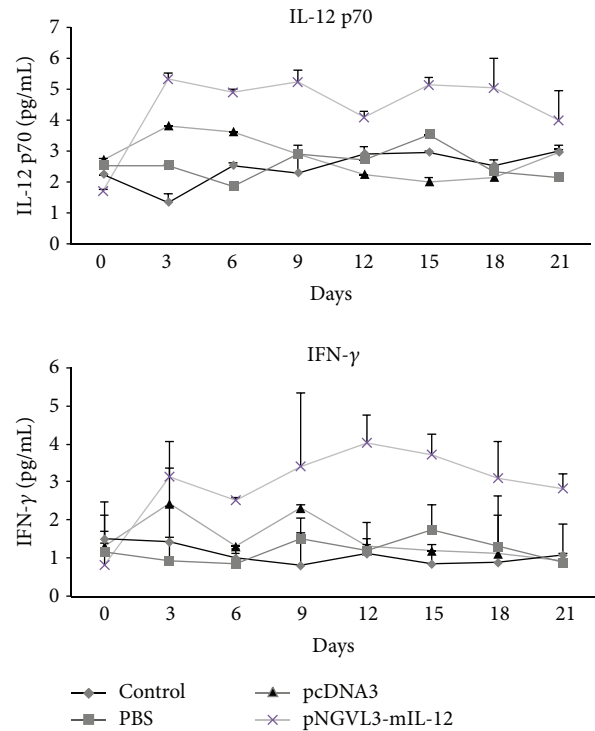 IL-12 p70
7
6
5
4
3
2
1
0
IL-12 p70 (pg/mL)
0 3 6 9 12 15 18 21
Days
IFN-γ
6
5
4
3
2
1
0
IFN-γ (pg/mL)
0 3 6 9 12 15 18 21
Days
Control
PBS
pcDNA3
pNGVL3-mIL-12